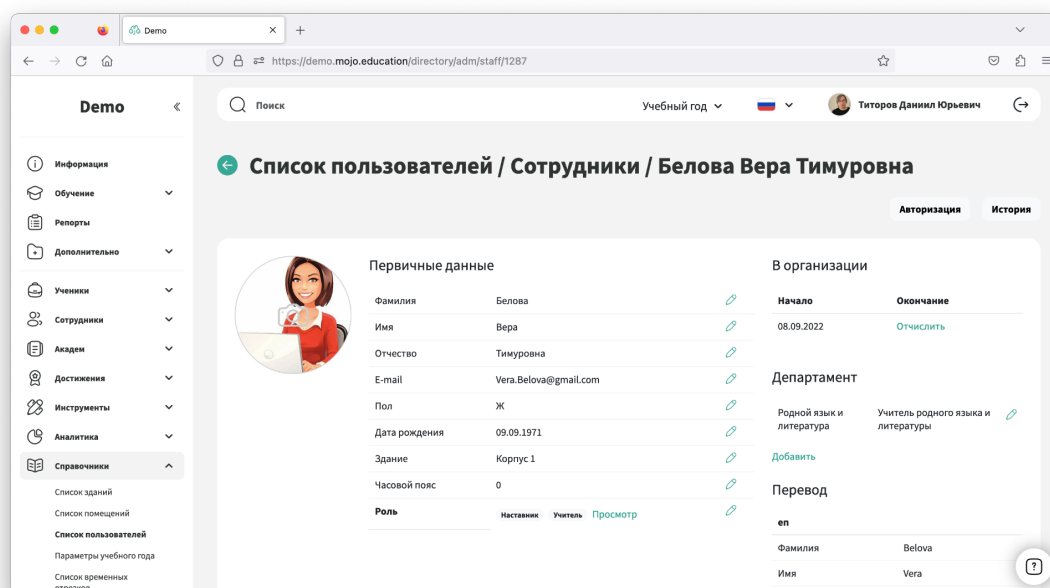 Demo
https://demo.mojo.education/directory/adm/staff/1287
Demo
Поиск
Учебный год
Титоров Даниил Юрьевич
Информация
Обучение
Репорты
Дополнительно
Ученики
Сотрудники
Академ
Достижения
Инструменты
Аналитика
Справочники
Список зданий
Список помещений
Список пользователей
Параметры учебного года
Список временных
отрезков
Список пользователей / Сотрудники / Белова Вера Тимуровна
Авторизация История
Первичные данные
Фамилия Белова
Имя Вера
Отчество Тимуровна
E-mail Vera.Belova@gmail.com
Пол Ж
Дата рождения 09.09.1971
Здание Корпус 1
Часовой пояс 0
Роль Наставник Учитель Просмотр
В организации
Начало Окончание
08.09.2022 Отчислить
Департамент
Родной язык и Учитель родного языка и
литература литературы
Добавить
Перевод
en
Фамилия Belova
Имя Vera